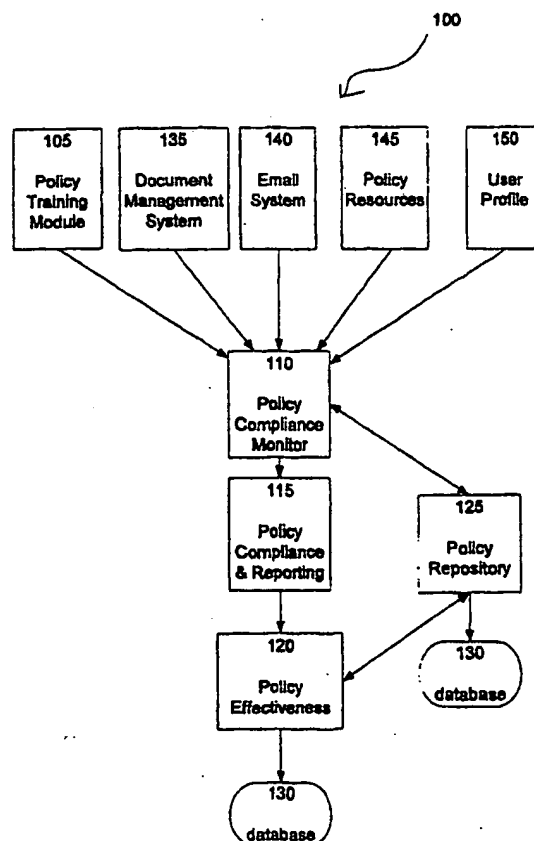 100
105
Policy
Training
Module
135
Document
Management
System
140
Email
System
145
Policy
Resources
150
User
Profile
110
Policy
Compliance
Monitor
115
Policy
Compliance
& Reporting
125
Policy
Repository
120
Policy
Effectiveness
130
database
130
database